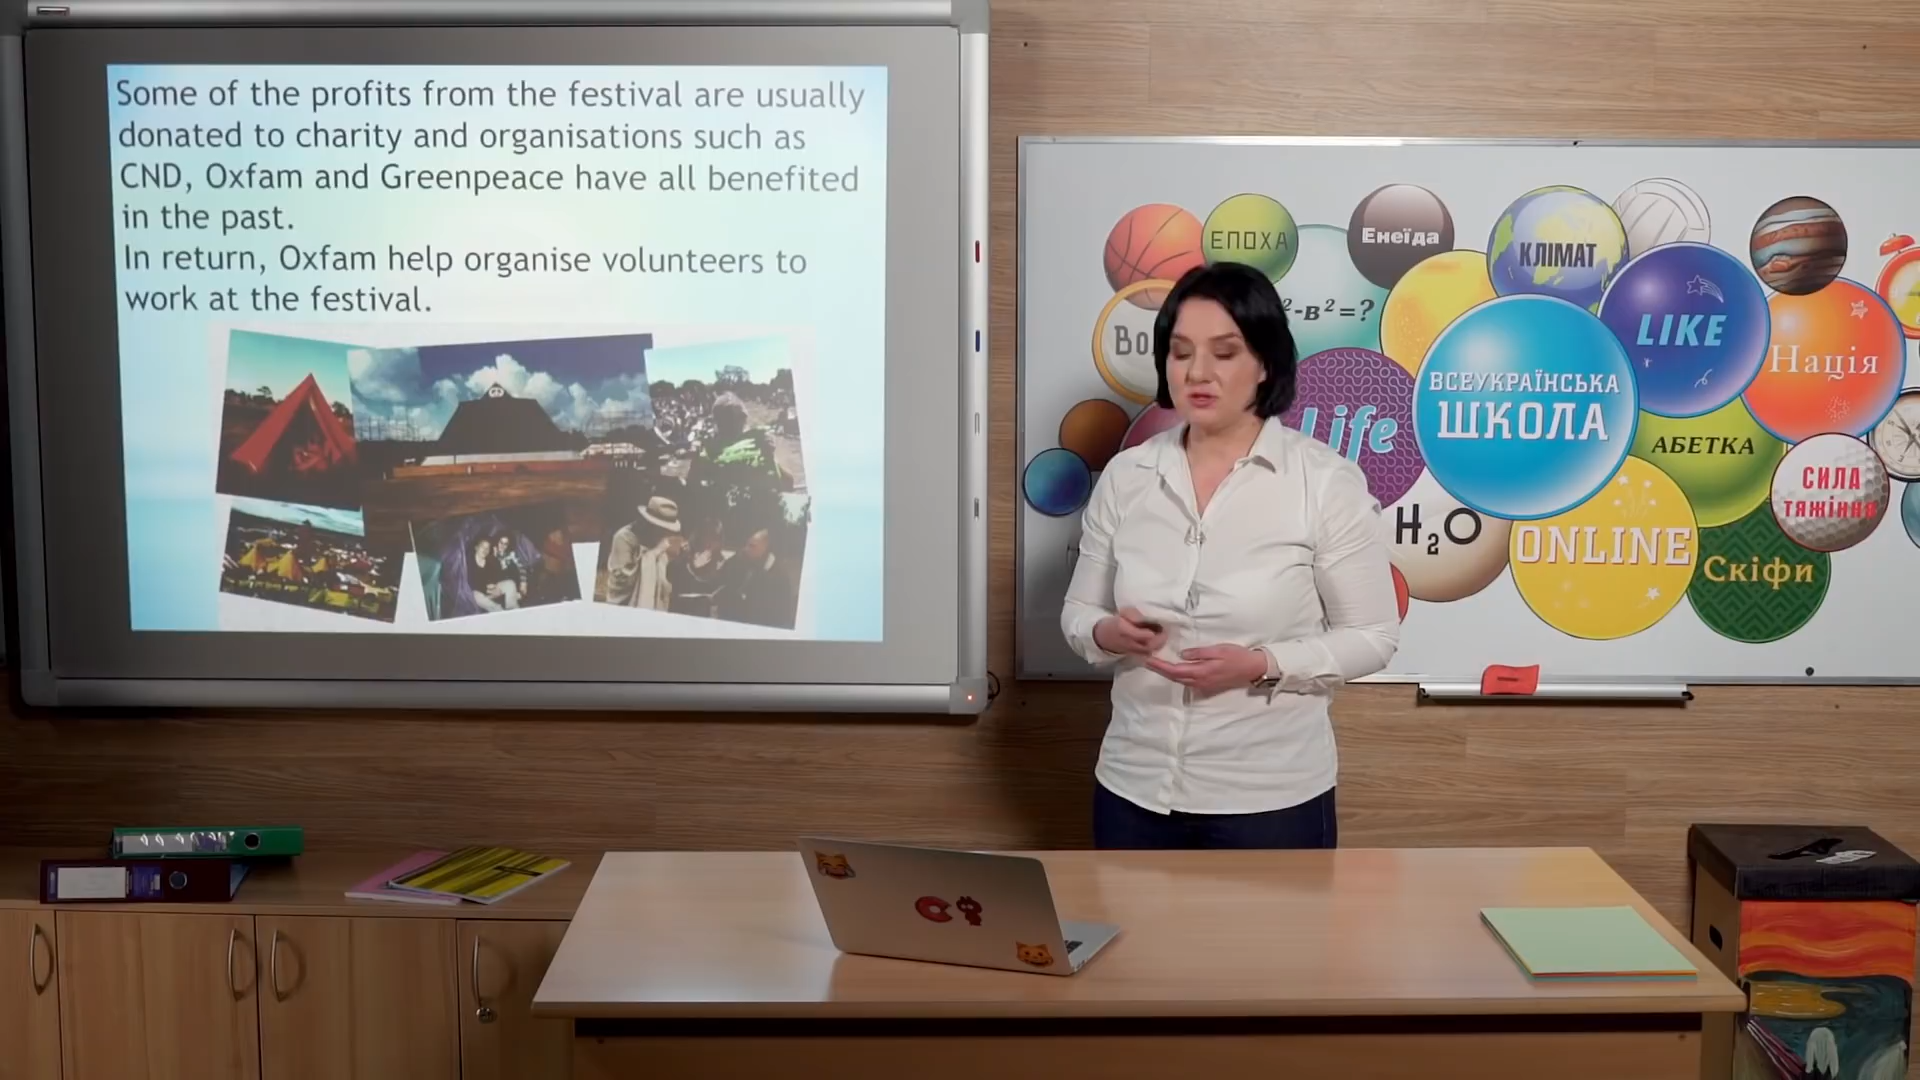 Some of the profits from the festival are usually
donated to charity and organisations such as
CND, Oxfam and Greenpeace have all benefited
in the past.
In return, Oxfam help organise volunteers to
work at the festival.
ЕПОХА
Енеїда
КЛІМАТ
²-в²=?
LIKE
Нація
ВСЕУКРАЇНСЬКА
ШКОЛА
Life
АБЕТКА
СИЛА
ТЯЖІННЯ
H₂O
ONLINE
Скіфи